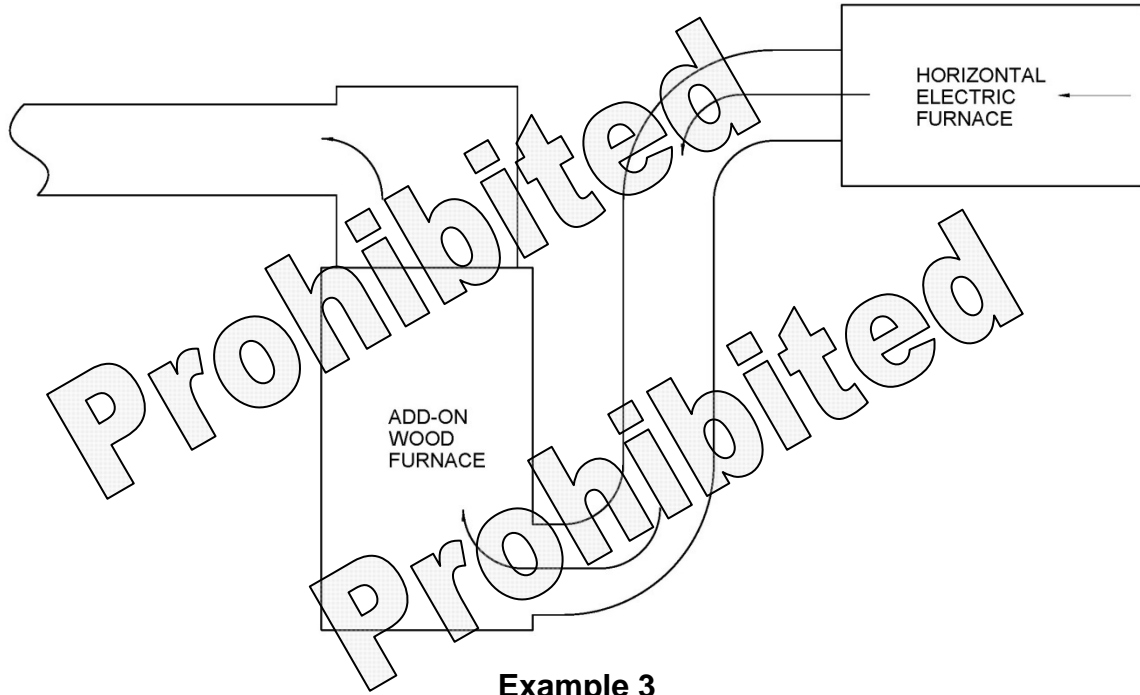 HORIZONTAL
ELECTRIC
FURNACE
Prohibited
ADD-ON
WOOD
FURNACE
Prohibited
Example 3